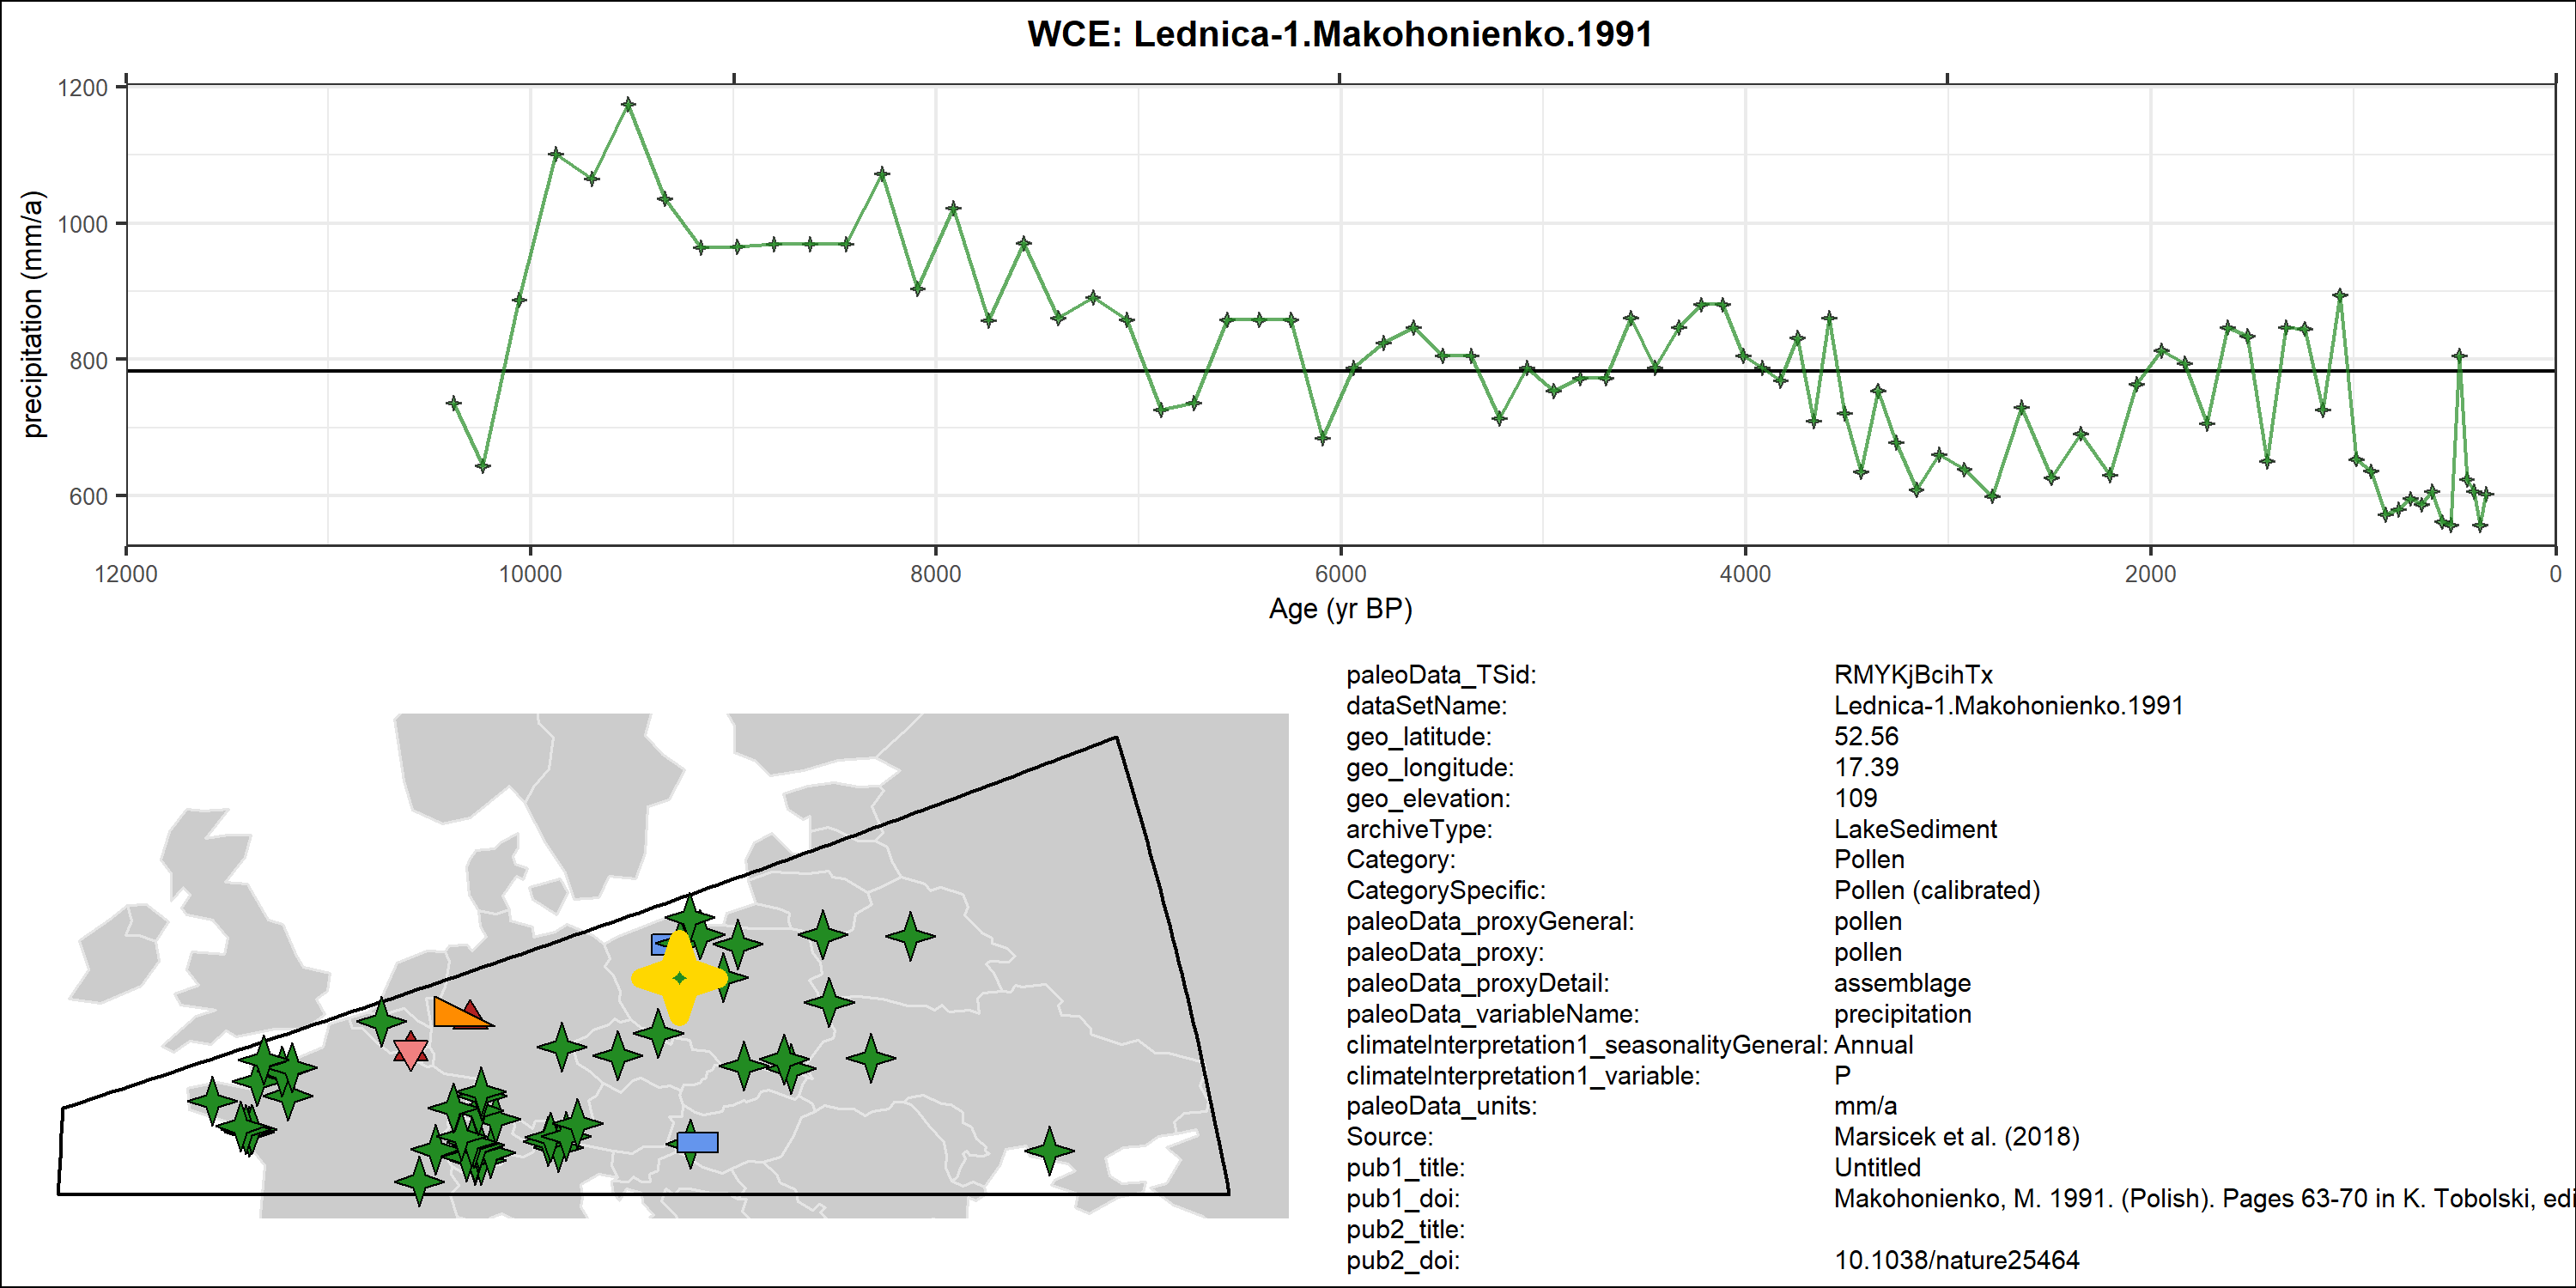 WCE: Lednica-1.Makohonienko.1991
1200
1000
800
600
precipitation (mm/a)
12000 10000 8000 6000 4000 2000 0
Age (yr BP)
paleoData_TSid: RMYKjBcihTx
dataSetName: Lednica-1.Makohonienko.1991
geo_latitude: 52.56
geo_longitude: 17.39
geo_elevation: 109
archiveType: LakeSediment
Category: Pollen
CategorySpecific: Pollen (calibrated)
paleoData_proxyGeneral: pollen
paleoData_proxy: pollen
paleoData_proxyDetail: assemblage
paleoData_variableName: precipitation
climateInterpretation1_seasonalityGeneral: Annual
climateInterpretation1_variable: P
paleoData_units: mm/a
Source: Marsicek et al. (2018)
pub1_title: Untitled
pub1_doi: Makohonienko, M. 1991. (Polish). Pages 63-70 in K. Tobolski, edi
pub2_title:
pub2_doi: 10.1038/nature25464